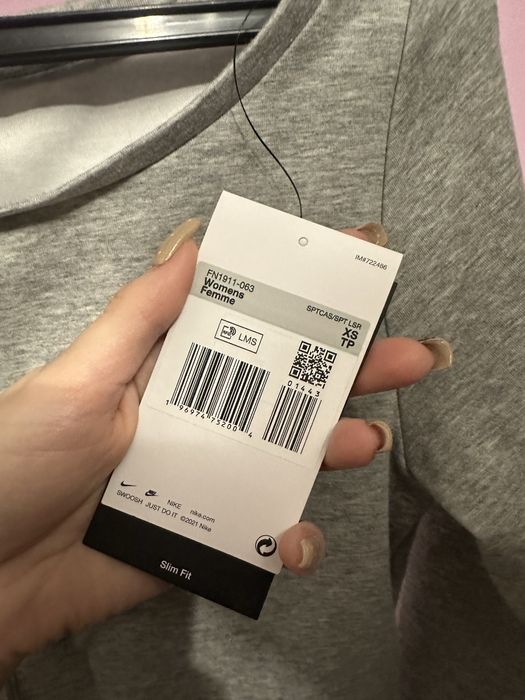 IM#722486
FN1911-063
Womens
Femme
SPTCAS/SPT LSR
XS
TP
LMS
01443
1 96974 73200 4
NIKE nike.com
SWOOSH JUST DO IT ©2021 Nike
Slim Fit